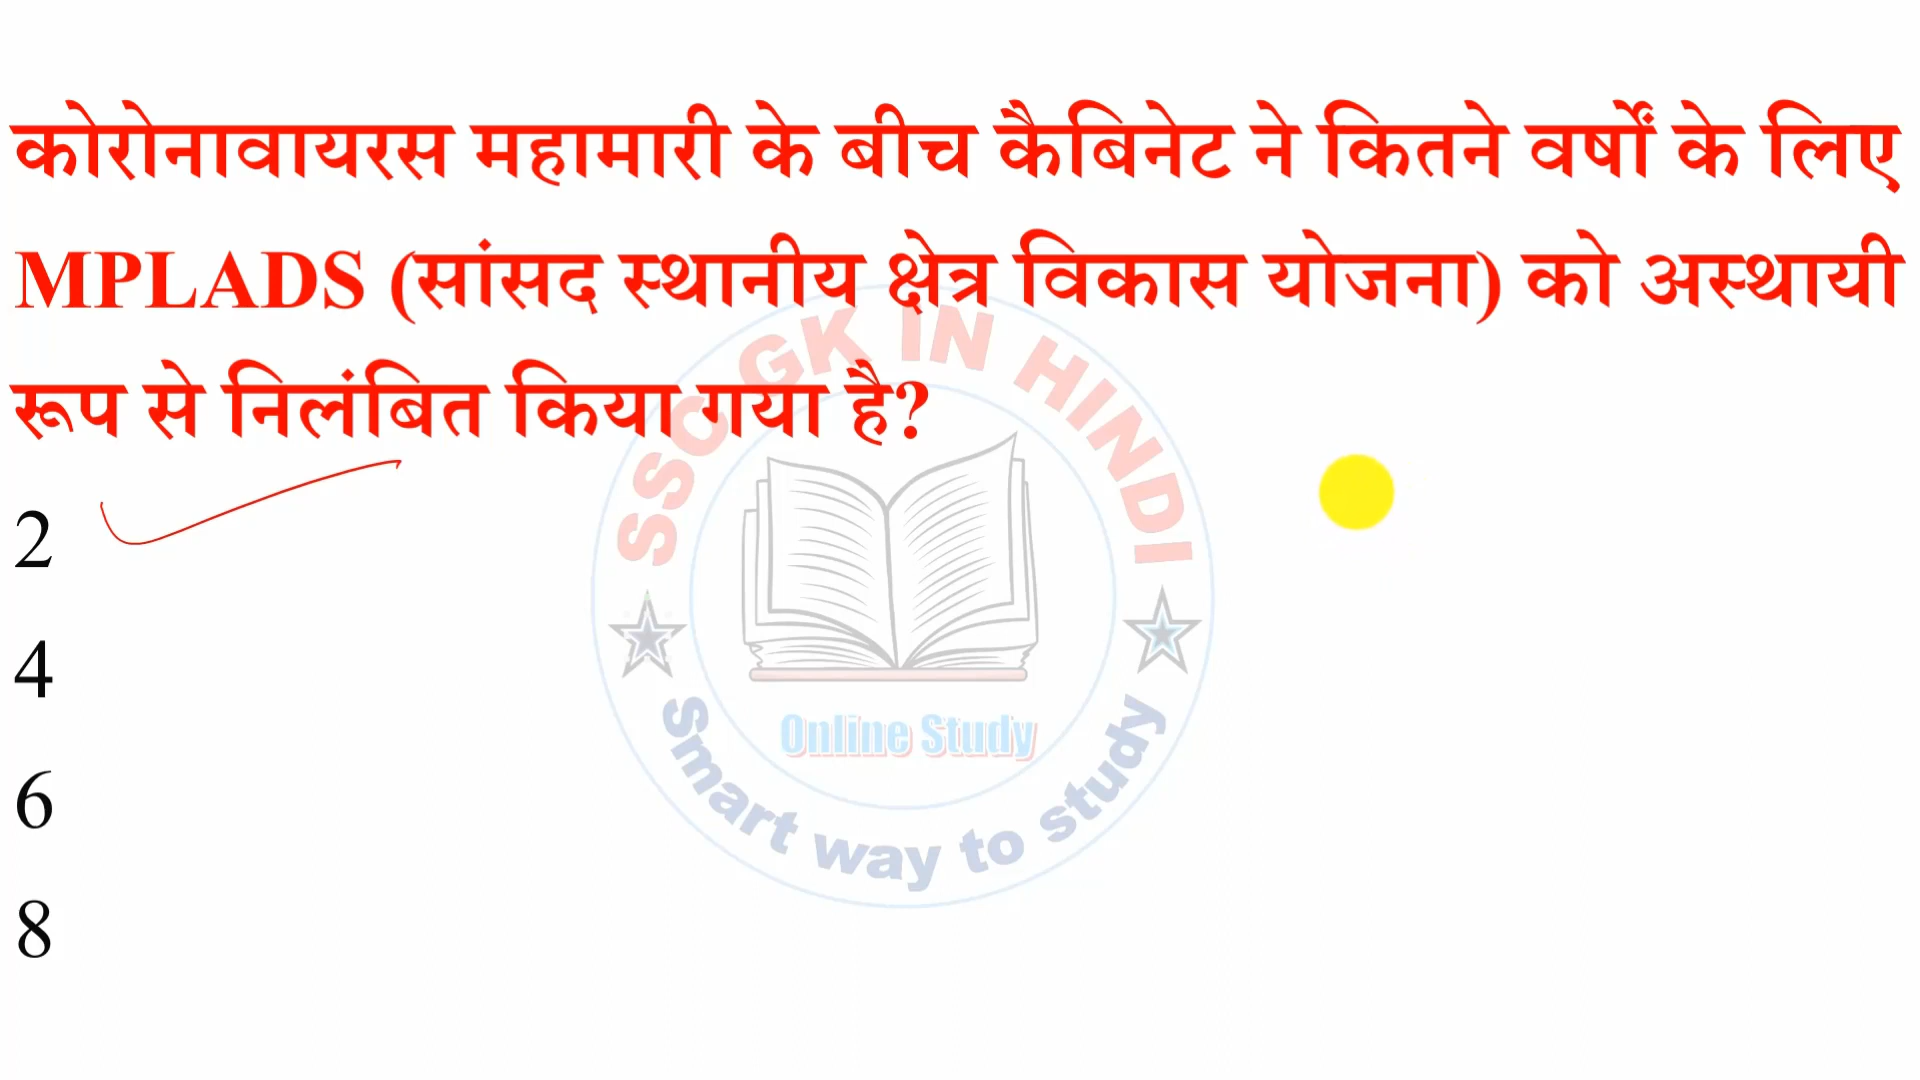 कोरोनावायरस महामारी के बीच कैबिनेट ने कितने वर्षों के लिए
MPLADS (सांसद स्थानीय क्षेत्र विकास योजना) को अस्थायी
रूप से निलंबित किया गया है?
2
4
6
8
SSC GK IN HINDI
Online Study
Smart way to study